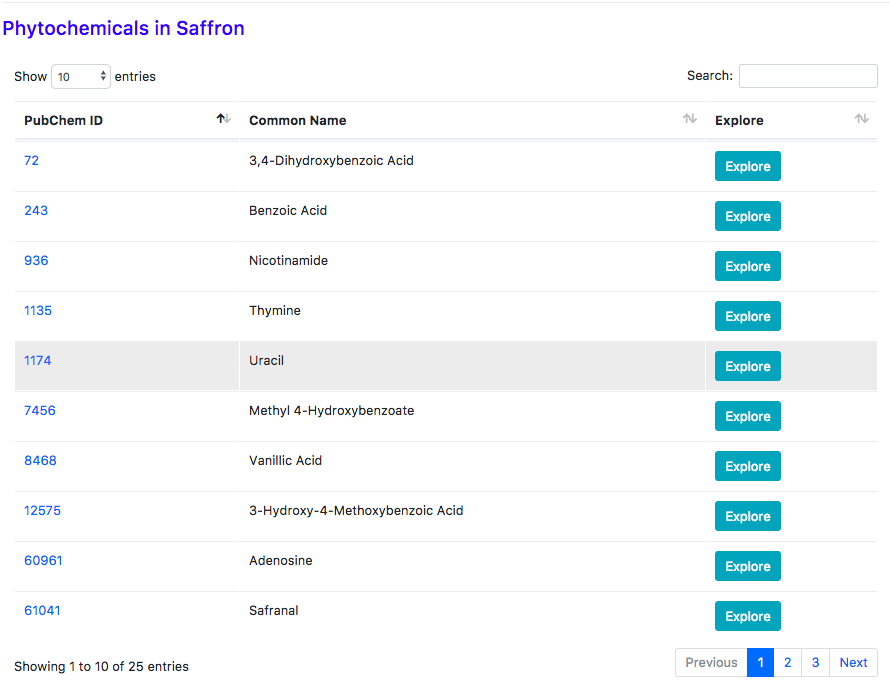 Phytochemicals in Saffron
Show 10 entries Search:
PubChem ID Common Name Explore
72 3,4-Dihydroxybenzoic Acid Explore
243 Benzoic Acid Explore
936 Nicotinamide Explore
1135 Thymine Explore
1174 Uracil Explore
7456 Methyl 4-Hydroxybenzoate Explore
8468 Vanillic Acid Explore
12575 3-Hydroxy-4-Methoxybenzoic Acid Explore
60961 Adenosine Explore
61041 Safranal Explore
Showing 1 to 10 of 25 entries Previous 1 2 3 Next